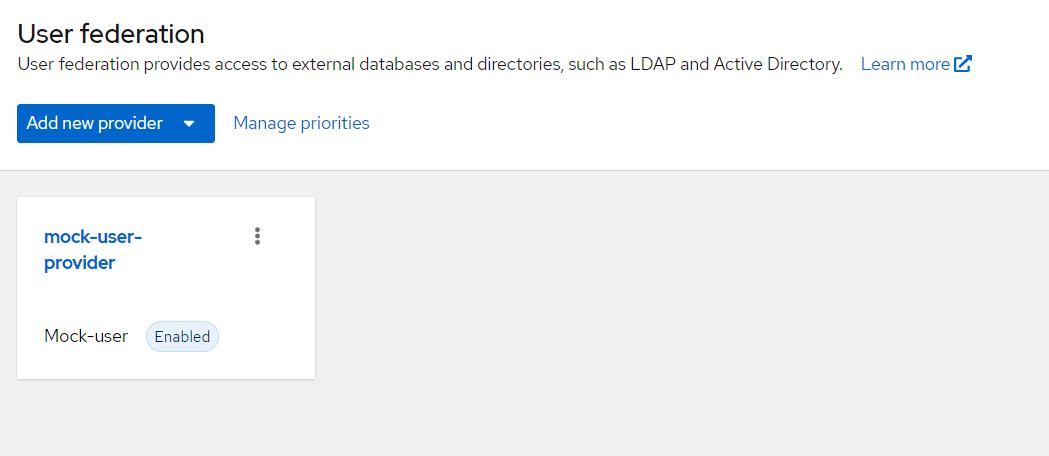 User federation
User federation provides access to external databases and directories, such as LDAP and Active Directory. Learn more
Add new provider Manage priorities
mock-user-
provider
Mock-user Enabled